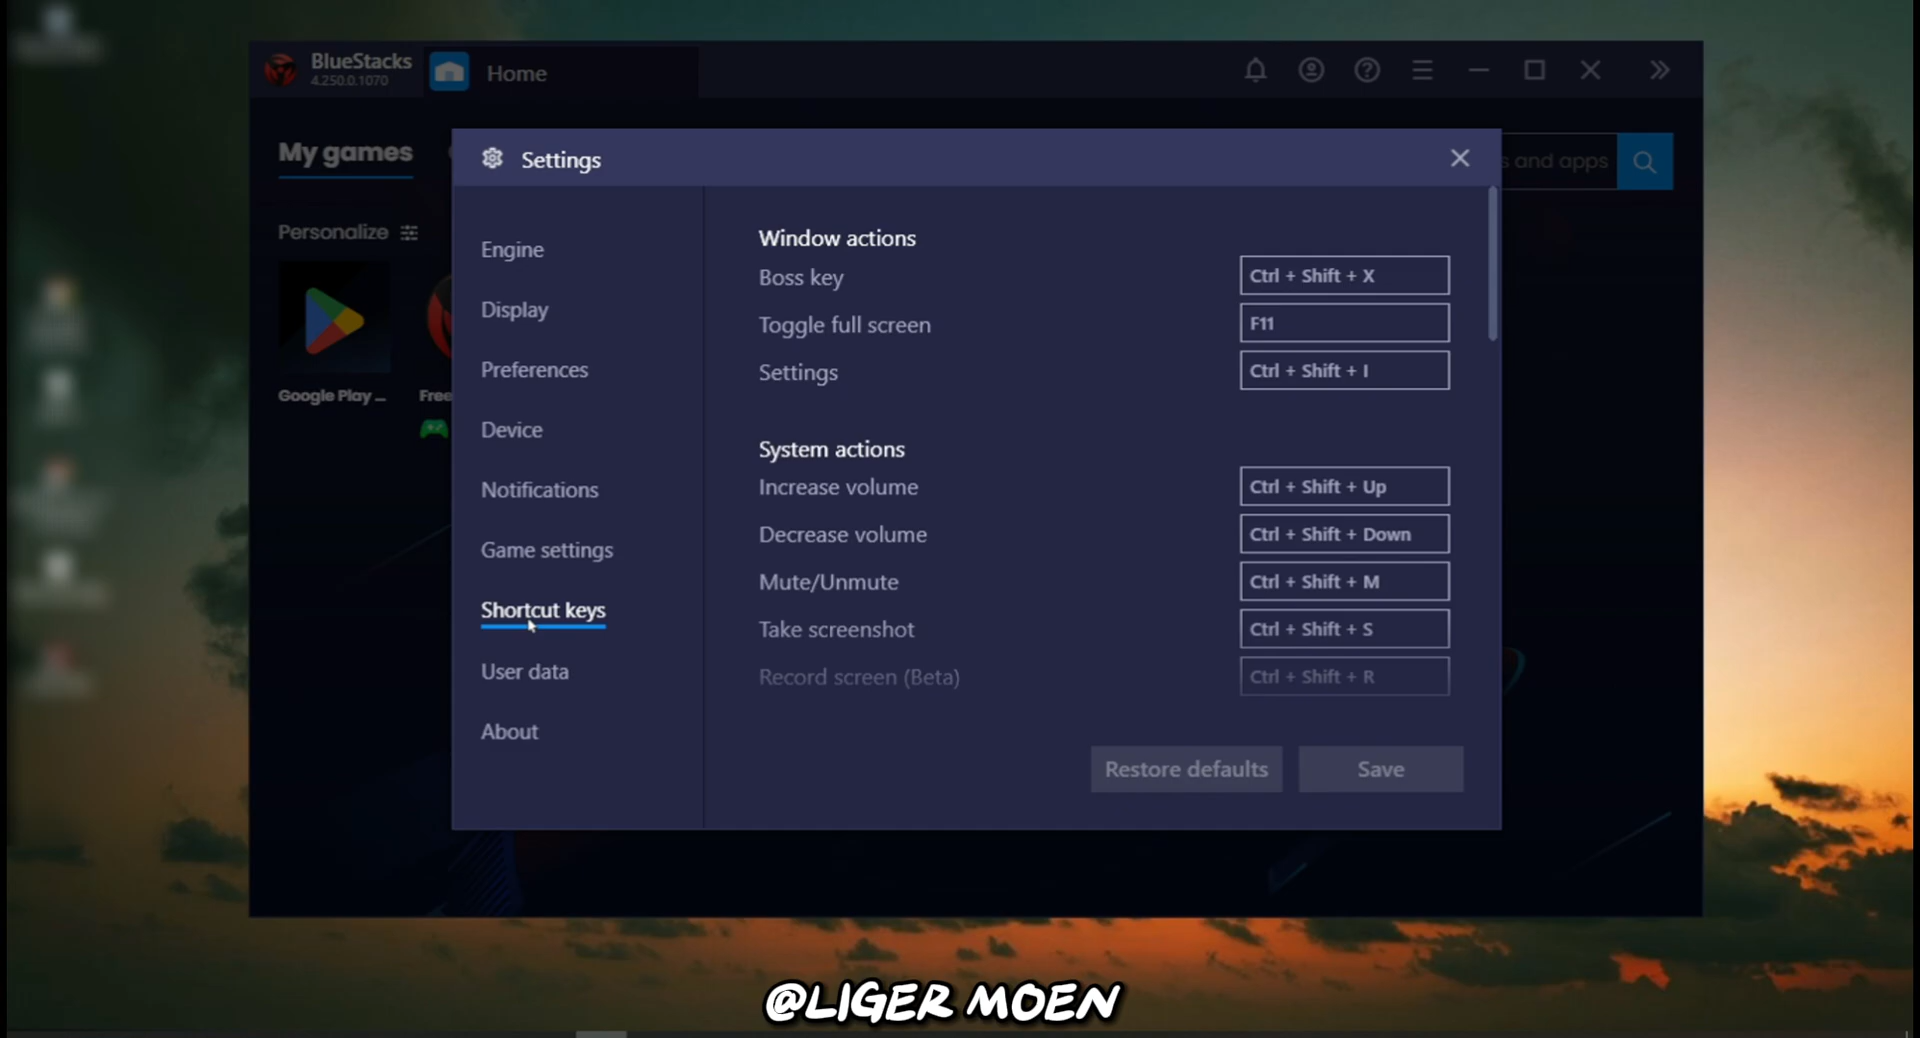 BlueStacks
4.250.0.1070
Home
My games
s and apps
Personalize
Google Play ...
Free
Settings
Engine
Display
Preferences
Device
Notifications
Game settings
Shortcut keys
User data
About
Window actions
Boss key Ctrl + Shift + X
Toggle full screen F11
Settings Ctrl + Shift + I
System actions
Increase volume Ctrl + Shift + Up
Decrease volume Ctrl + Shift + Down
Mute/Unmute Ctrl + Shift + M
Take screenshot Ctrl + Shift + S
Record screen (Beta) Ctrl + Shift + R
Restore defaults Save
@LIGER MOEN